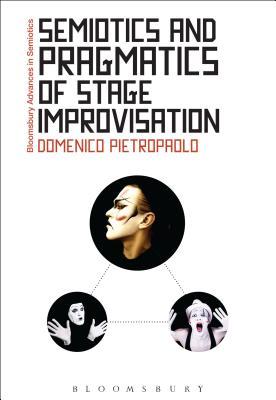 Bloomsbury Advances in Semiotics
SEMIOTICS AND
PRAGMATICS
OF STAGE
IMPROVISATION
DOMENICO PIETROPAOLO
BLOOMSBURY